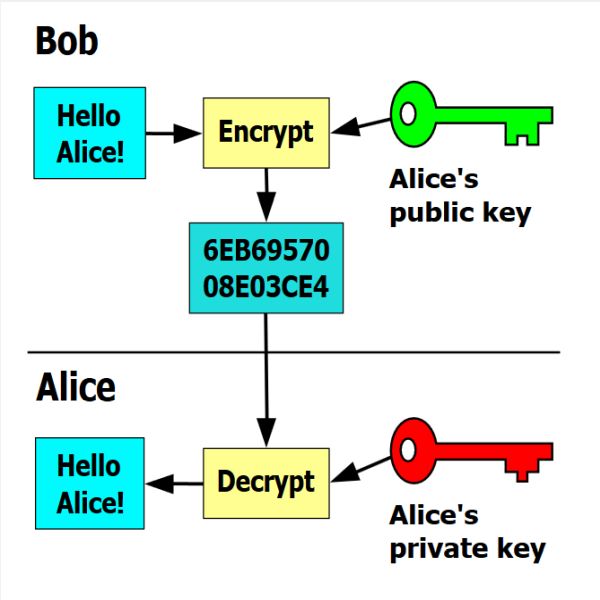 Bob
Hello
Alice!
Encrypt
Alice's
public key
6EB69570
08E03CE4
Alice
Hello
Alice!
Decrypt
Alice's
private key